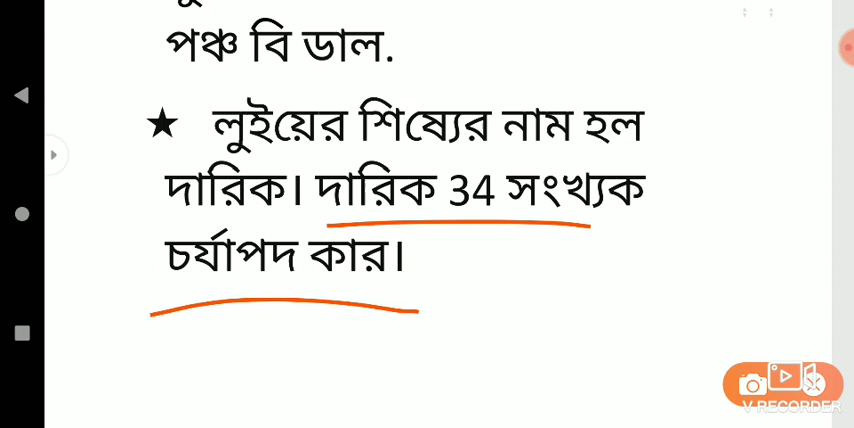 পঞ্চ বি ডাল.
★ লুইয়ের শিষ্যের নাম হল
দারিক। দারিক 34 সংখ্যক
চর্যাপদ কার।
V RECORDER